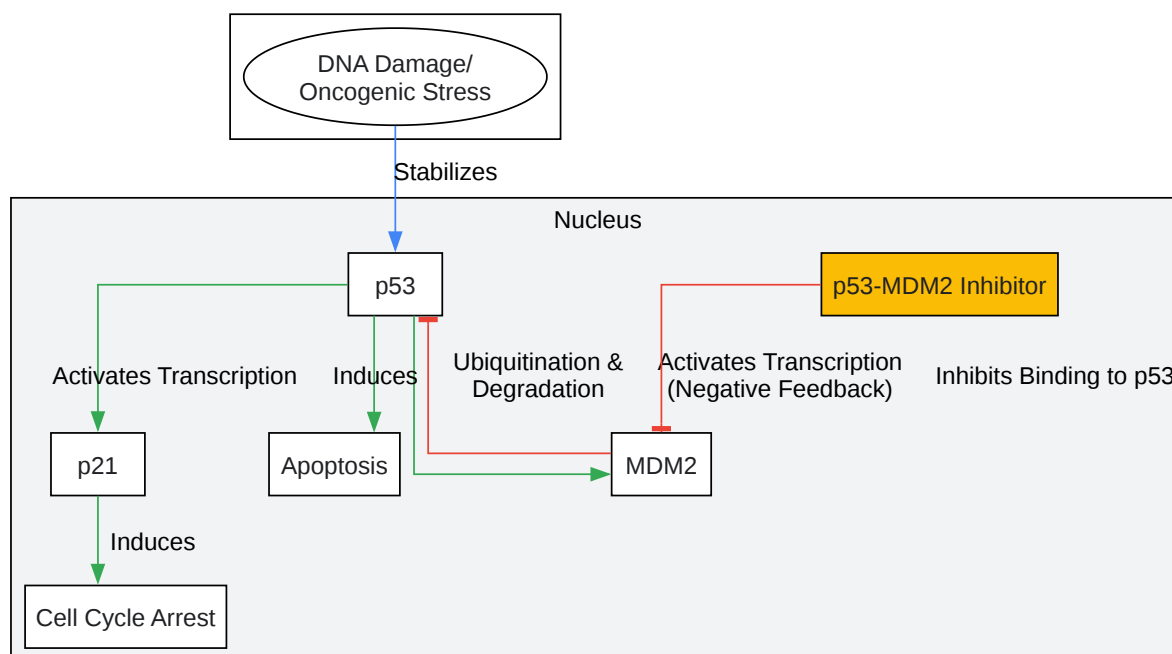 DNA Damage/
Oncogenic Stress
Stabilizes
Nucleus
p53
p53-MDM2 Inhibitor
Activates Transcription
Induces
Ubiquitination &
Degradation
Activates Transcription
(Negative Feedback)
Inhibits Binding to p53
p21
Apoptosis
MDM2
Induces
Cell Cycle Arrest